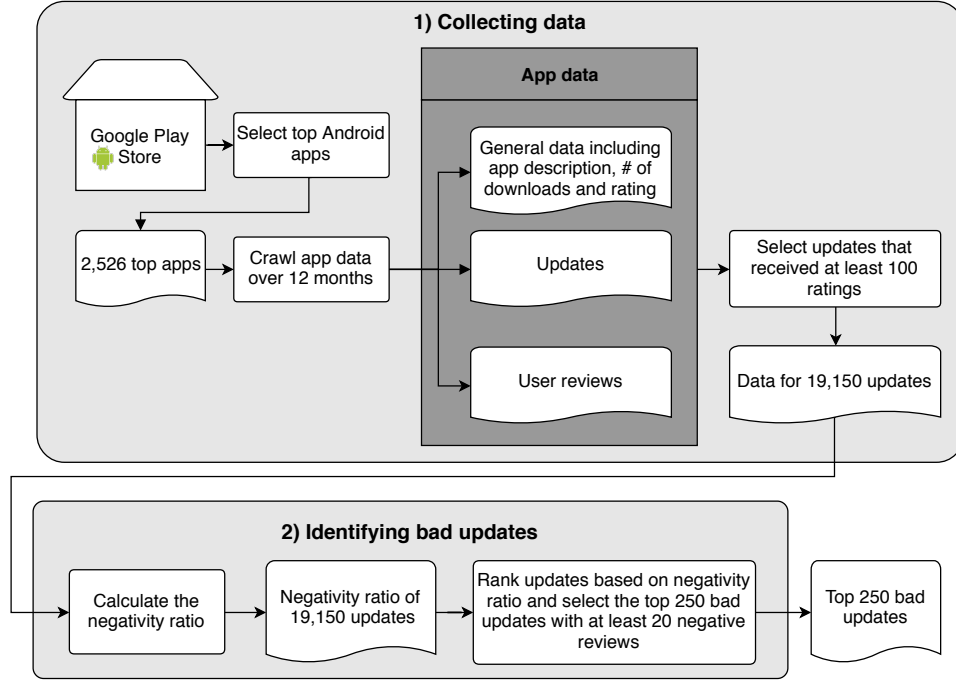 1) Collecting data
App data
Google Play
Store
Select top Android
apps
General data including
app description, # of
downloads and rating
2,526 top apps
Crawl app data
over 12 months
Updates
Select updates that
received at least 100
ratings
User reviews
Data for 19,150 updates
2) Identifying bad updates
Calculate the
negativity ratio
Negativity ratio of
19,150 updates
Rank updates based on negativity
ratio and select the top 250 bad
updates with at least 20 negative
reviews
Top 250 bad
updates